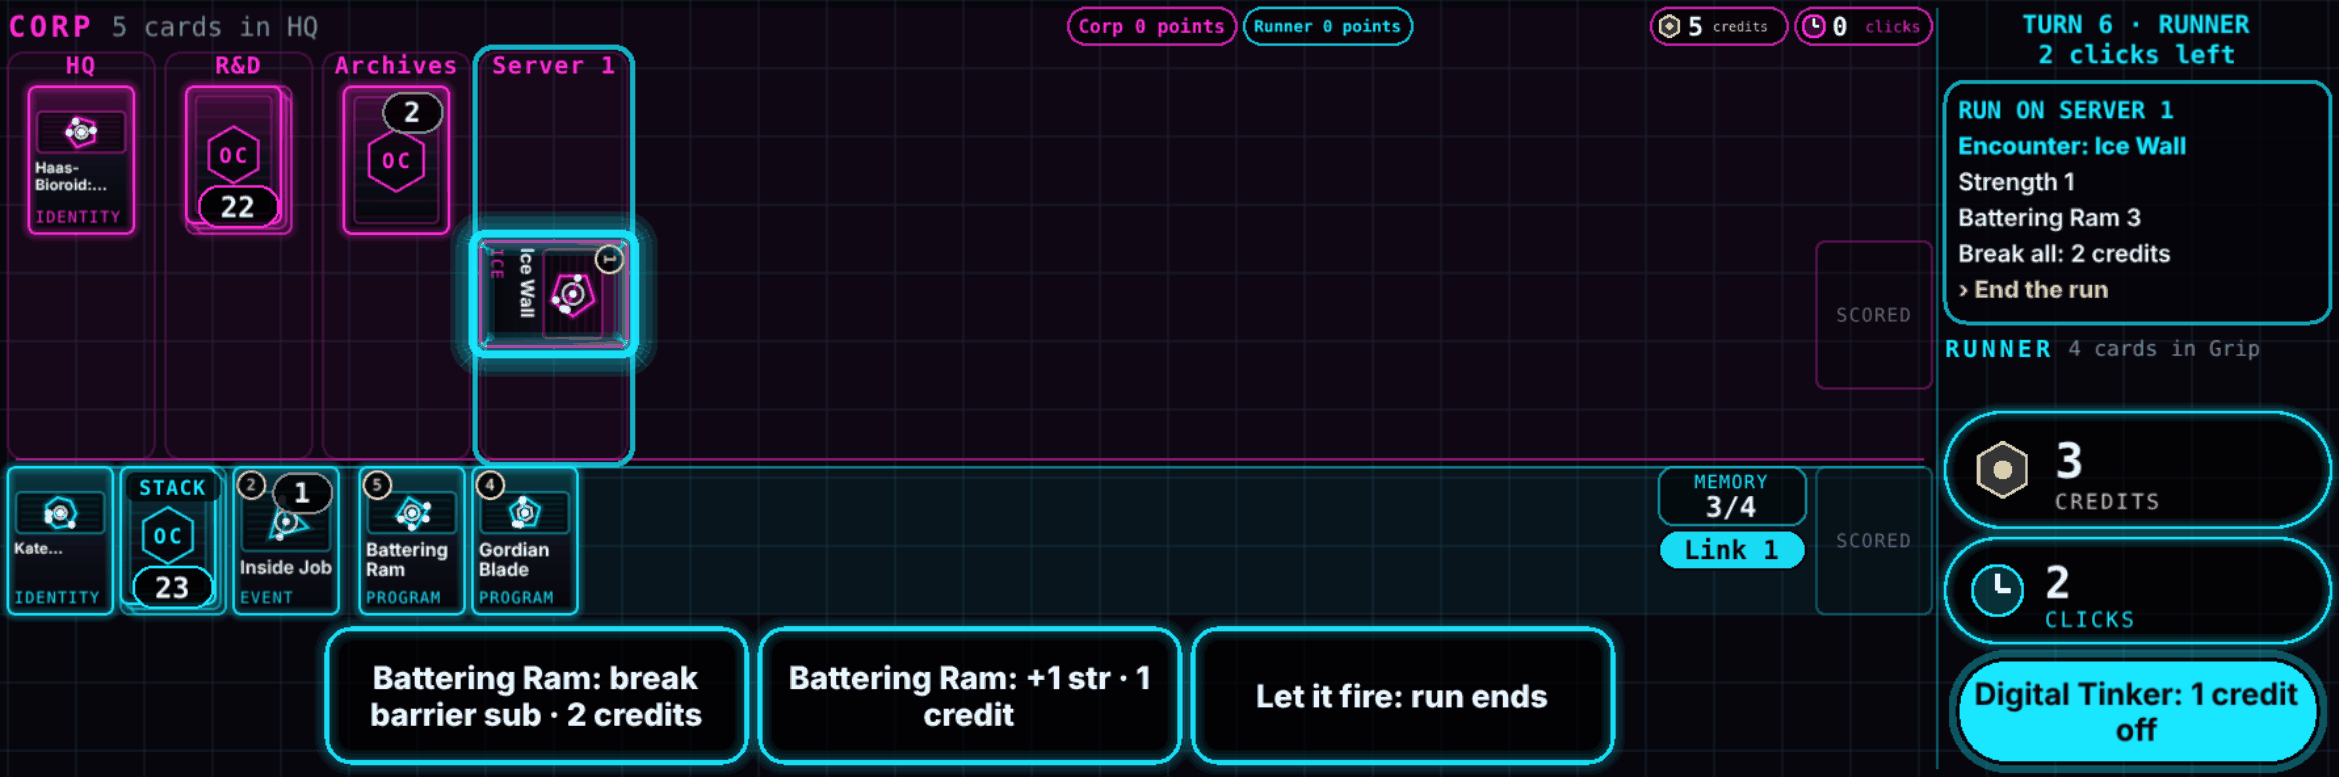 CORP 5 cards in HQ
Corp 0 points
Runner 0 points
5 credits
0 clicks
TURN 6 · RUNNER
2 clicks left
HQ
R&D
Archives
Server 1
Haas-
Bioroid:...
IDENTITY
OC
22
2
OC
ICE
Ice Wall
1
SCORED
RUN ON SERVER 1
Encounter: Ice Wall
Strength 1
Battering Ram 3
Break all: 2 credits
› End the run
RUNNER 4 cards in Grip
3
CREDITS
2
CLICKS
Digital Tinker: 1 credit
off
Kate...
IDENTITY
STACK
OC
23
2
1
Inside Job
EVENT
5
Battering
Ram
PROGRAM
4
Gordian
Blade
PROGRAM
MEMORY
3/4
Link 1
SCORED
Battering Ram: break
barrier sub · 2 credits
Battering Ram: +1 str · 1
credit
Let it fire: run ends